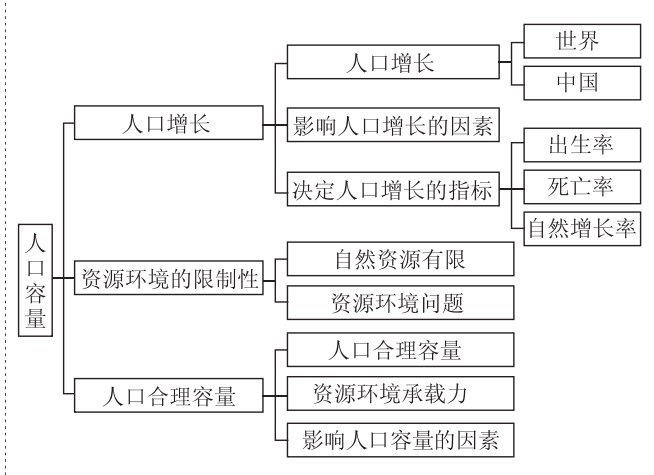 人口容量
人口增长
人口增长
世界
中国
影响人口增长的因素
决定人口增长的指标
出生率
死亡率
自然增长率
资源环境的限制性
自然资源有限
资源环境问题
人口合理容量
人口合理容量
资源环境承载力
影响人口容量的因素